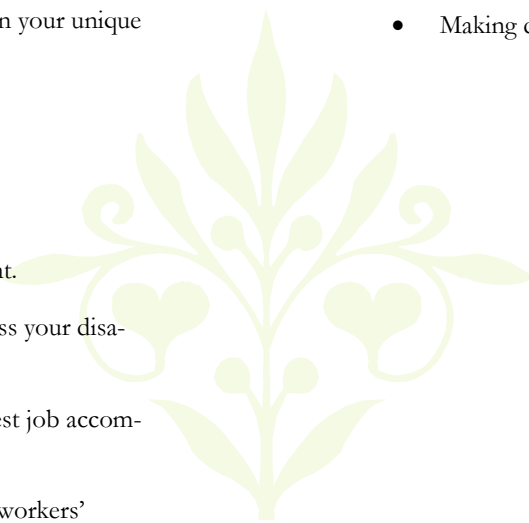 n your unique
nt.
ss your disa-
est job accom-
workers’
• Making